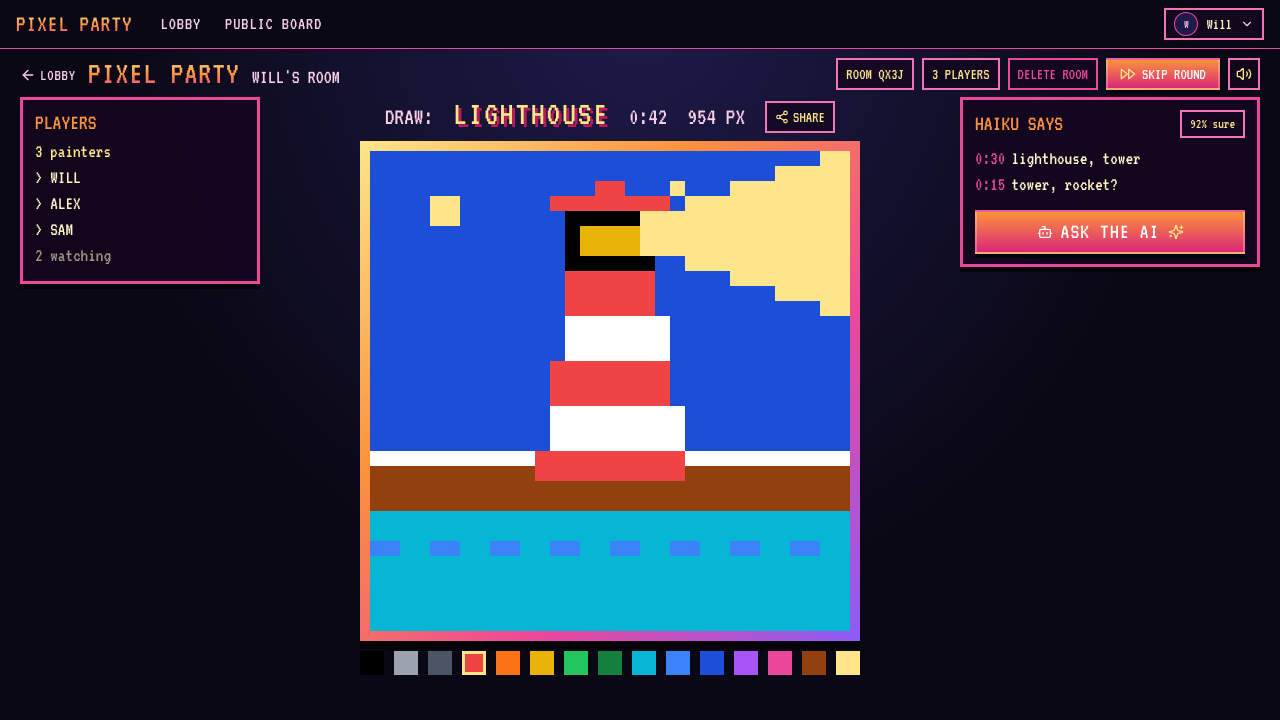 PIXEL PARTY LOBBY PUBLIC BOARD W Will
LOBBY PIXEL PARTY WILL'S ROOM ROOM QX3J 3 PLAYERS DELETE ROOM SKIP ROUND
PLAYERS
3 painters
WILL
ALEX
SAM
2 watching
DRAW: LIGHTHOUSE 0:42 954 PX SHARE
HAIKU SAYS 92% sure
0:30 lighthouse, tower
0:15 tower, rocket?
ASK THE AI